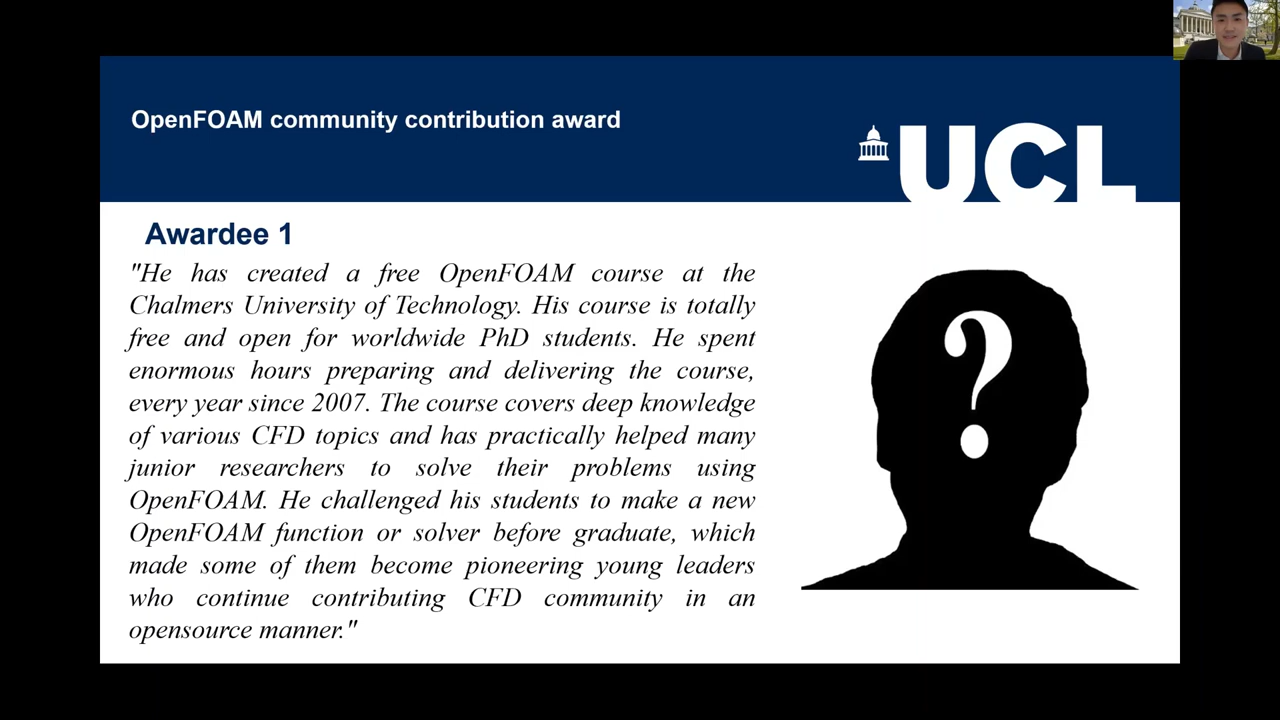 OpenFOAM community contribution award
UCL
Awardee 1
"He has created a free OpenFOAM course at the
Chalmers University of Technology. His course is totally
free and open for worldwide PhD students. He spent
enormous hours preparing and delivering the course,
every year since 2007. The course covers deep knowledge
of various CFD topics and has practically helped many
junior researchers to solve their problems using
OpenFOAM. He challenged his students to make a new
OpenFOAM function or solver before graduate, which
made some of them become pioneering young leaders
who continue contributing CFD community in an
opensource manner."
?